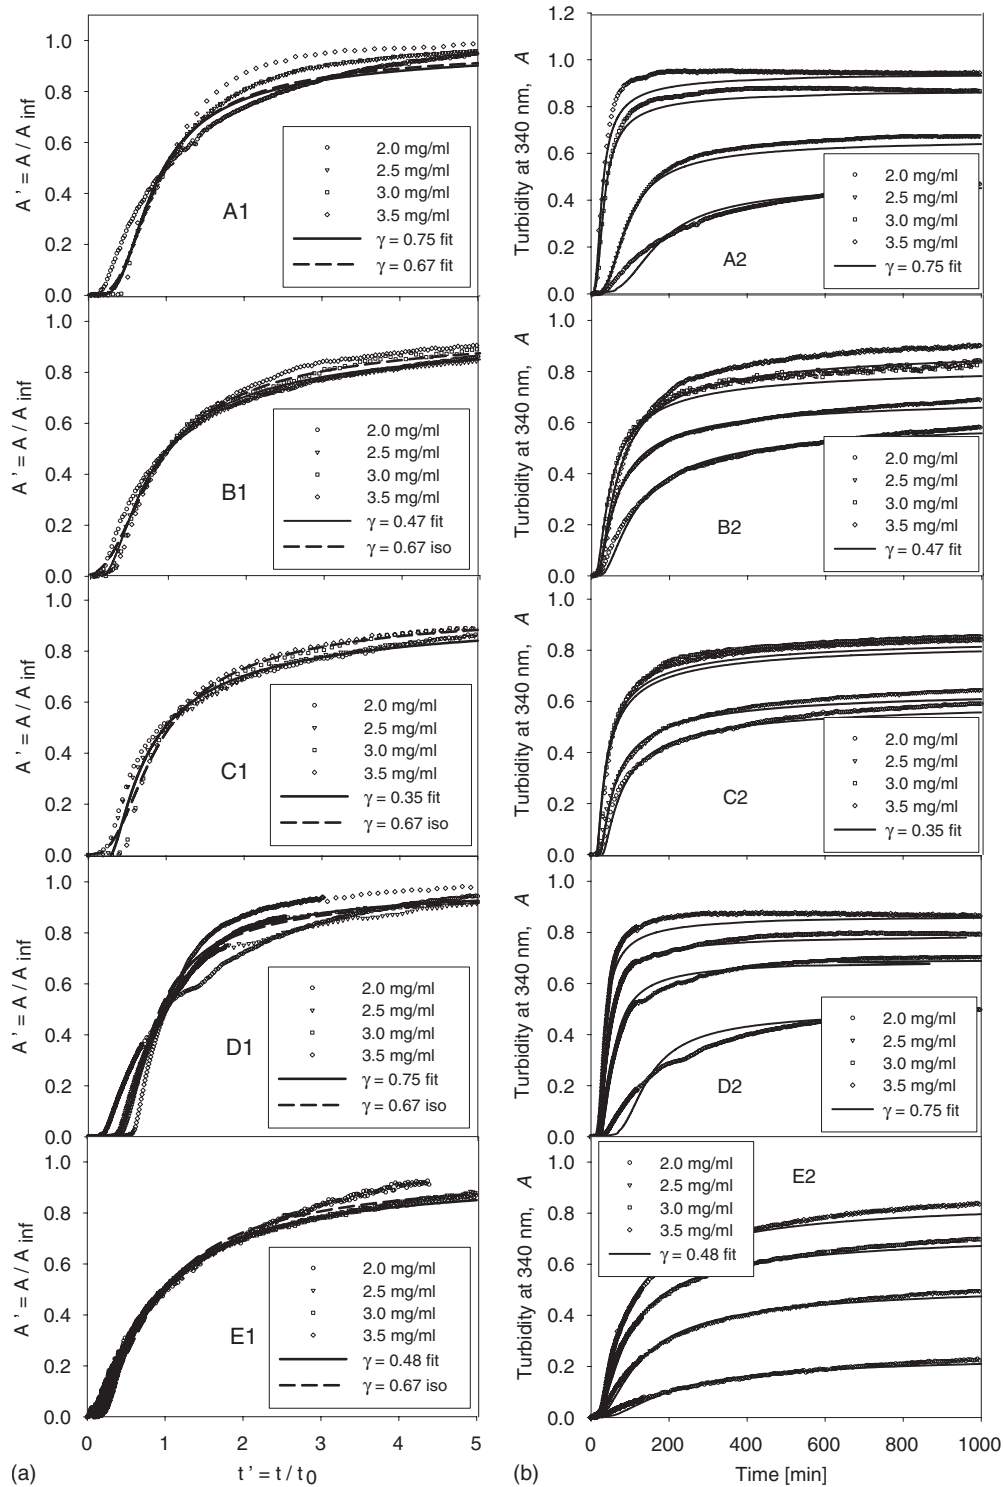 1.0
0.8
0.6
0.4
0.2
0.0
A' = A / A inf
A1
2.0 mg/ml
2.5 mg/ml
3.0 mg/ml
3.5 mg/ml
γ = 0.75 fit
γ = 0.67 fit
1.2
1.0
0.8
0.6
0.4
0.2
0.0
Turbidity at 340 nm, A
A2
2.0 mg/ml
2.5 mg/ml
3.0 mg/ml
3.5 mg/ml
γ = 0.75 fit
1.0
0.8
0.6
0.4
0.2
0.0
A' = A / A inf
B1
2.0 mg/ml
2.5 mg/ml
3.0 mg/ml
3.5 mg/ml
γ = 0.47 fit
γ = 0.67 iso
1.0
0.8
0.6
0.4
0.2
0.0
Turbidity at 340 nm, A
B2
2.0 mg/ml
2.5 mg/ml
3.0 mg/ml
3.5 mg/ml
γ = 0.47 fit
1.0
0.8
0.6
0.4
0.2
0.0
A' = A / A inf
C1
2.0 mg/ml
2.5 mg/ml
3.0 mg/ml
3.5 mg/ml
γ = 0.35 fit
γ = 0.67 iso
1.0
0.8
0.6
0.4
0.2
0.0
Turbidity at 340 nm, A
C2
2.0 mg/ml
2.5 mg/ml
3.0 mg/ml
3.5 mg/ml
γ = 0.35 fit
1.0
0.8
0.6
0.4
0.2
0.0
A' = A / A inf
D1
2.0 mg/ml
2.5 mg/ml
3.0 mg/ml
3.5 mg/ml
γ = 0.75 fit
γ = 0.67 iso
1.0
0.8
0.6
0.4
0.2
0.0
Turbidity at 340 nm, A
D2
2.0 mg/ml
2.5 mg/ml
3.0 mg/ml
3.5 mg/ml
γ = 0.75 fit
1.0
0.8
0.6
0.4
0.2
0.0
A' = A / A inf
E1
2.0 mg/ml
2.5 mg/ml
3.0 mg/ml
3.5 mg/ml
γ = 0.48 fit
γ = 0.67 iso
0 1 2 3 4 5
(a)
t' = t / t0
1.0
0.8
0.6
0.4
0.2
0.0
Turbidity at 340 nm, A
2.0 mg/ml
2.5 mg/ml
3.0 mg/ml
3.5 mg/ml
γ = 0.48 fit
E2
0 200 400 600 800 1000
(b)
Time [min]